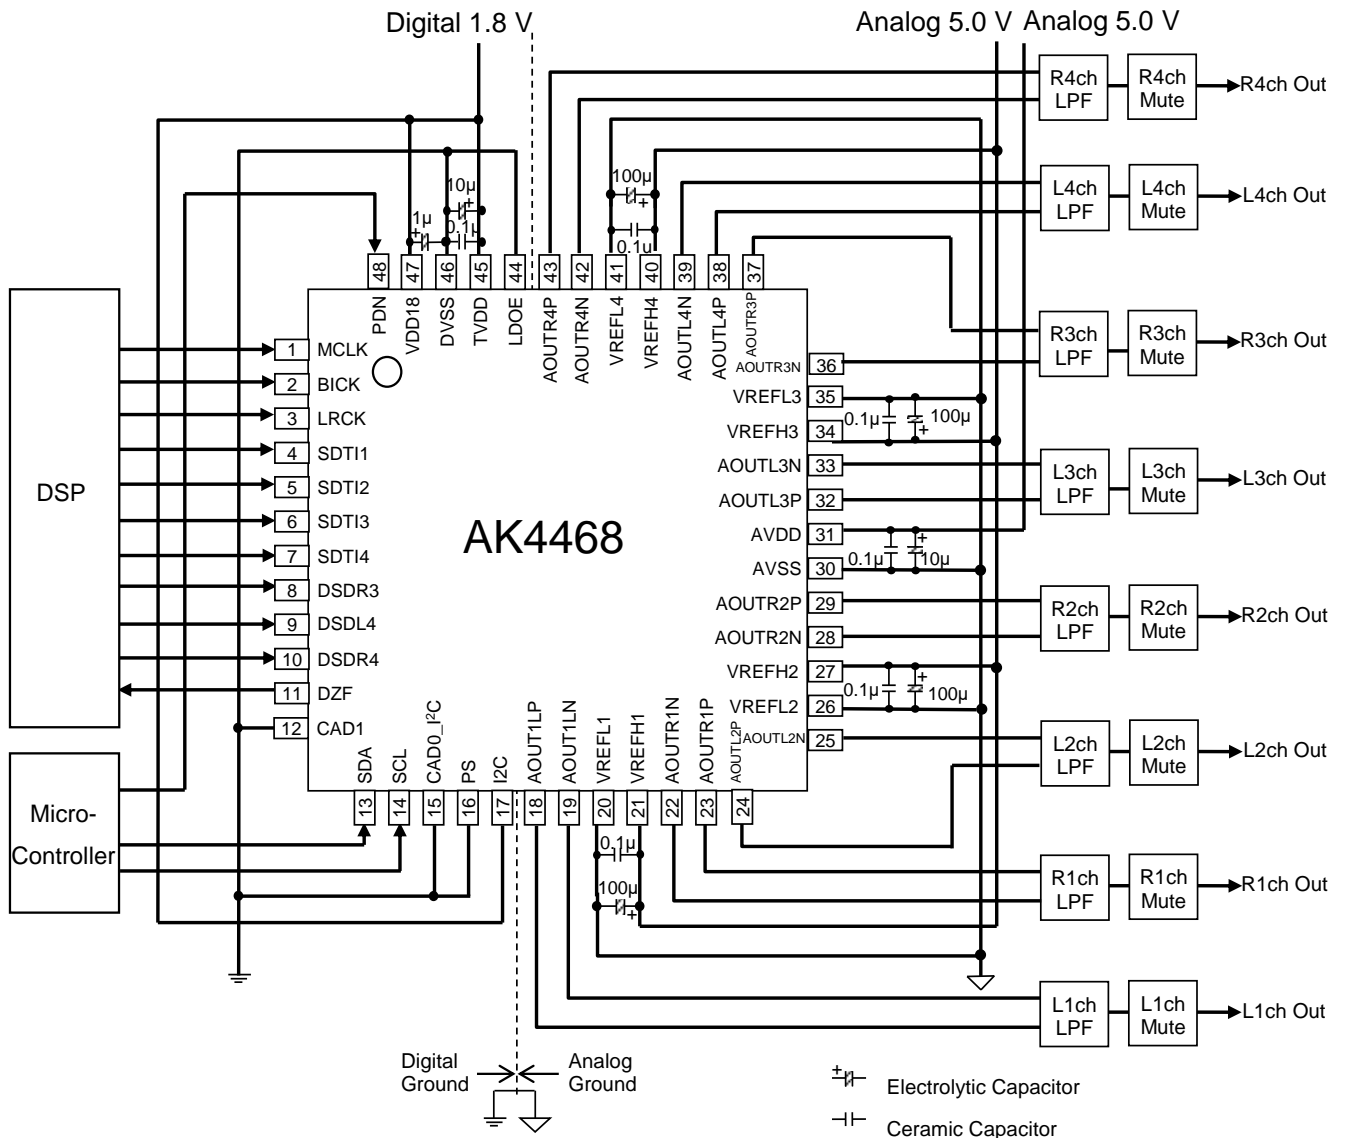 Digital 1.8 V
Analog 5.0 V Analog 5.0 V
R4ch
LPF
R4ch
Mute
R4ch Out
L4ch
LPF
L4ch
Mute
L4ch Out
R3ch
LPF
R3ch
Mute
R3ch Out
L3ch
LPF
L3ch
Mute
L3ch Out
R2ch
LPF
R2ch
Mute
R2ch Out
L2ch
LPF
L2ch
Mute
L2ch Out
R1ch
LPF
R1ch
Mute
R1ch Out
L1ch
LPF
L1ch
Mute
L1ch Out
10µ
+
1µ
+
0.1µ
100µ
+
0.1u
48
47
46
45
44
43
42
41
40
39
38
37
PDN
VDD18
DVSS
TVDD
LDOE
AOUTR4P
AOUTR4N
VREFL4
VREFH4
AOUTL4N
AOUTL4P
AOUTR3P
DSP
1 MCLK
2 BICK
3 LRCK
4 SDTI1
5 SDTI2
6 SDTI3
7 SDTI4
8 DSDR3
9 DSDL4
10 DSDR4
11 DZF
12 CAD1
AK4468
AOUTR3N 36
VREFL3 35
0.1µ
100µ
+
VREFH3 34
AOUTL3N 33
AOUTL3P 32
AVDD 31
+
0.1µ
10µ
AVSS 30
AOUTR2P 29
AOUTR2N 28
VREFH2 27
+
0.1µ
100µ
VREFL2 26
AOUTL2N 25
Micro-
Controller
SDA
SCL
CAD0_I²C
PS
I2C
AOUT1LP
AOUT1LN
VREFL1
VREFH1
AOUTR1N
AOUTR1P
AOUTL2P
13
14
15
16
17
18
19
20
21
22
23
24
0.1µ
100µ
+
Digital
Ground
Analog
Ground
+
Electrolytic Capacitor
Ceramic Capacitor